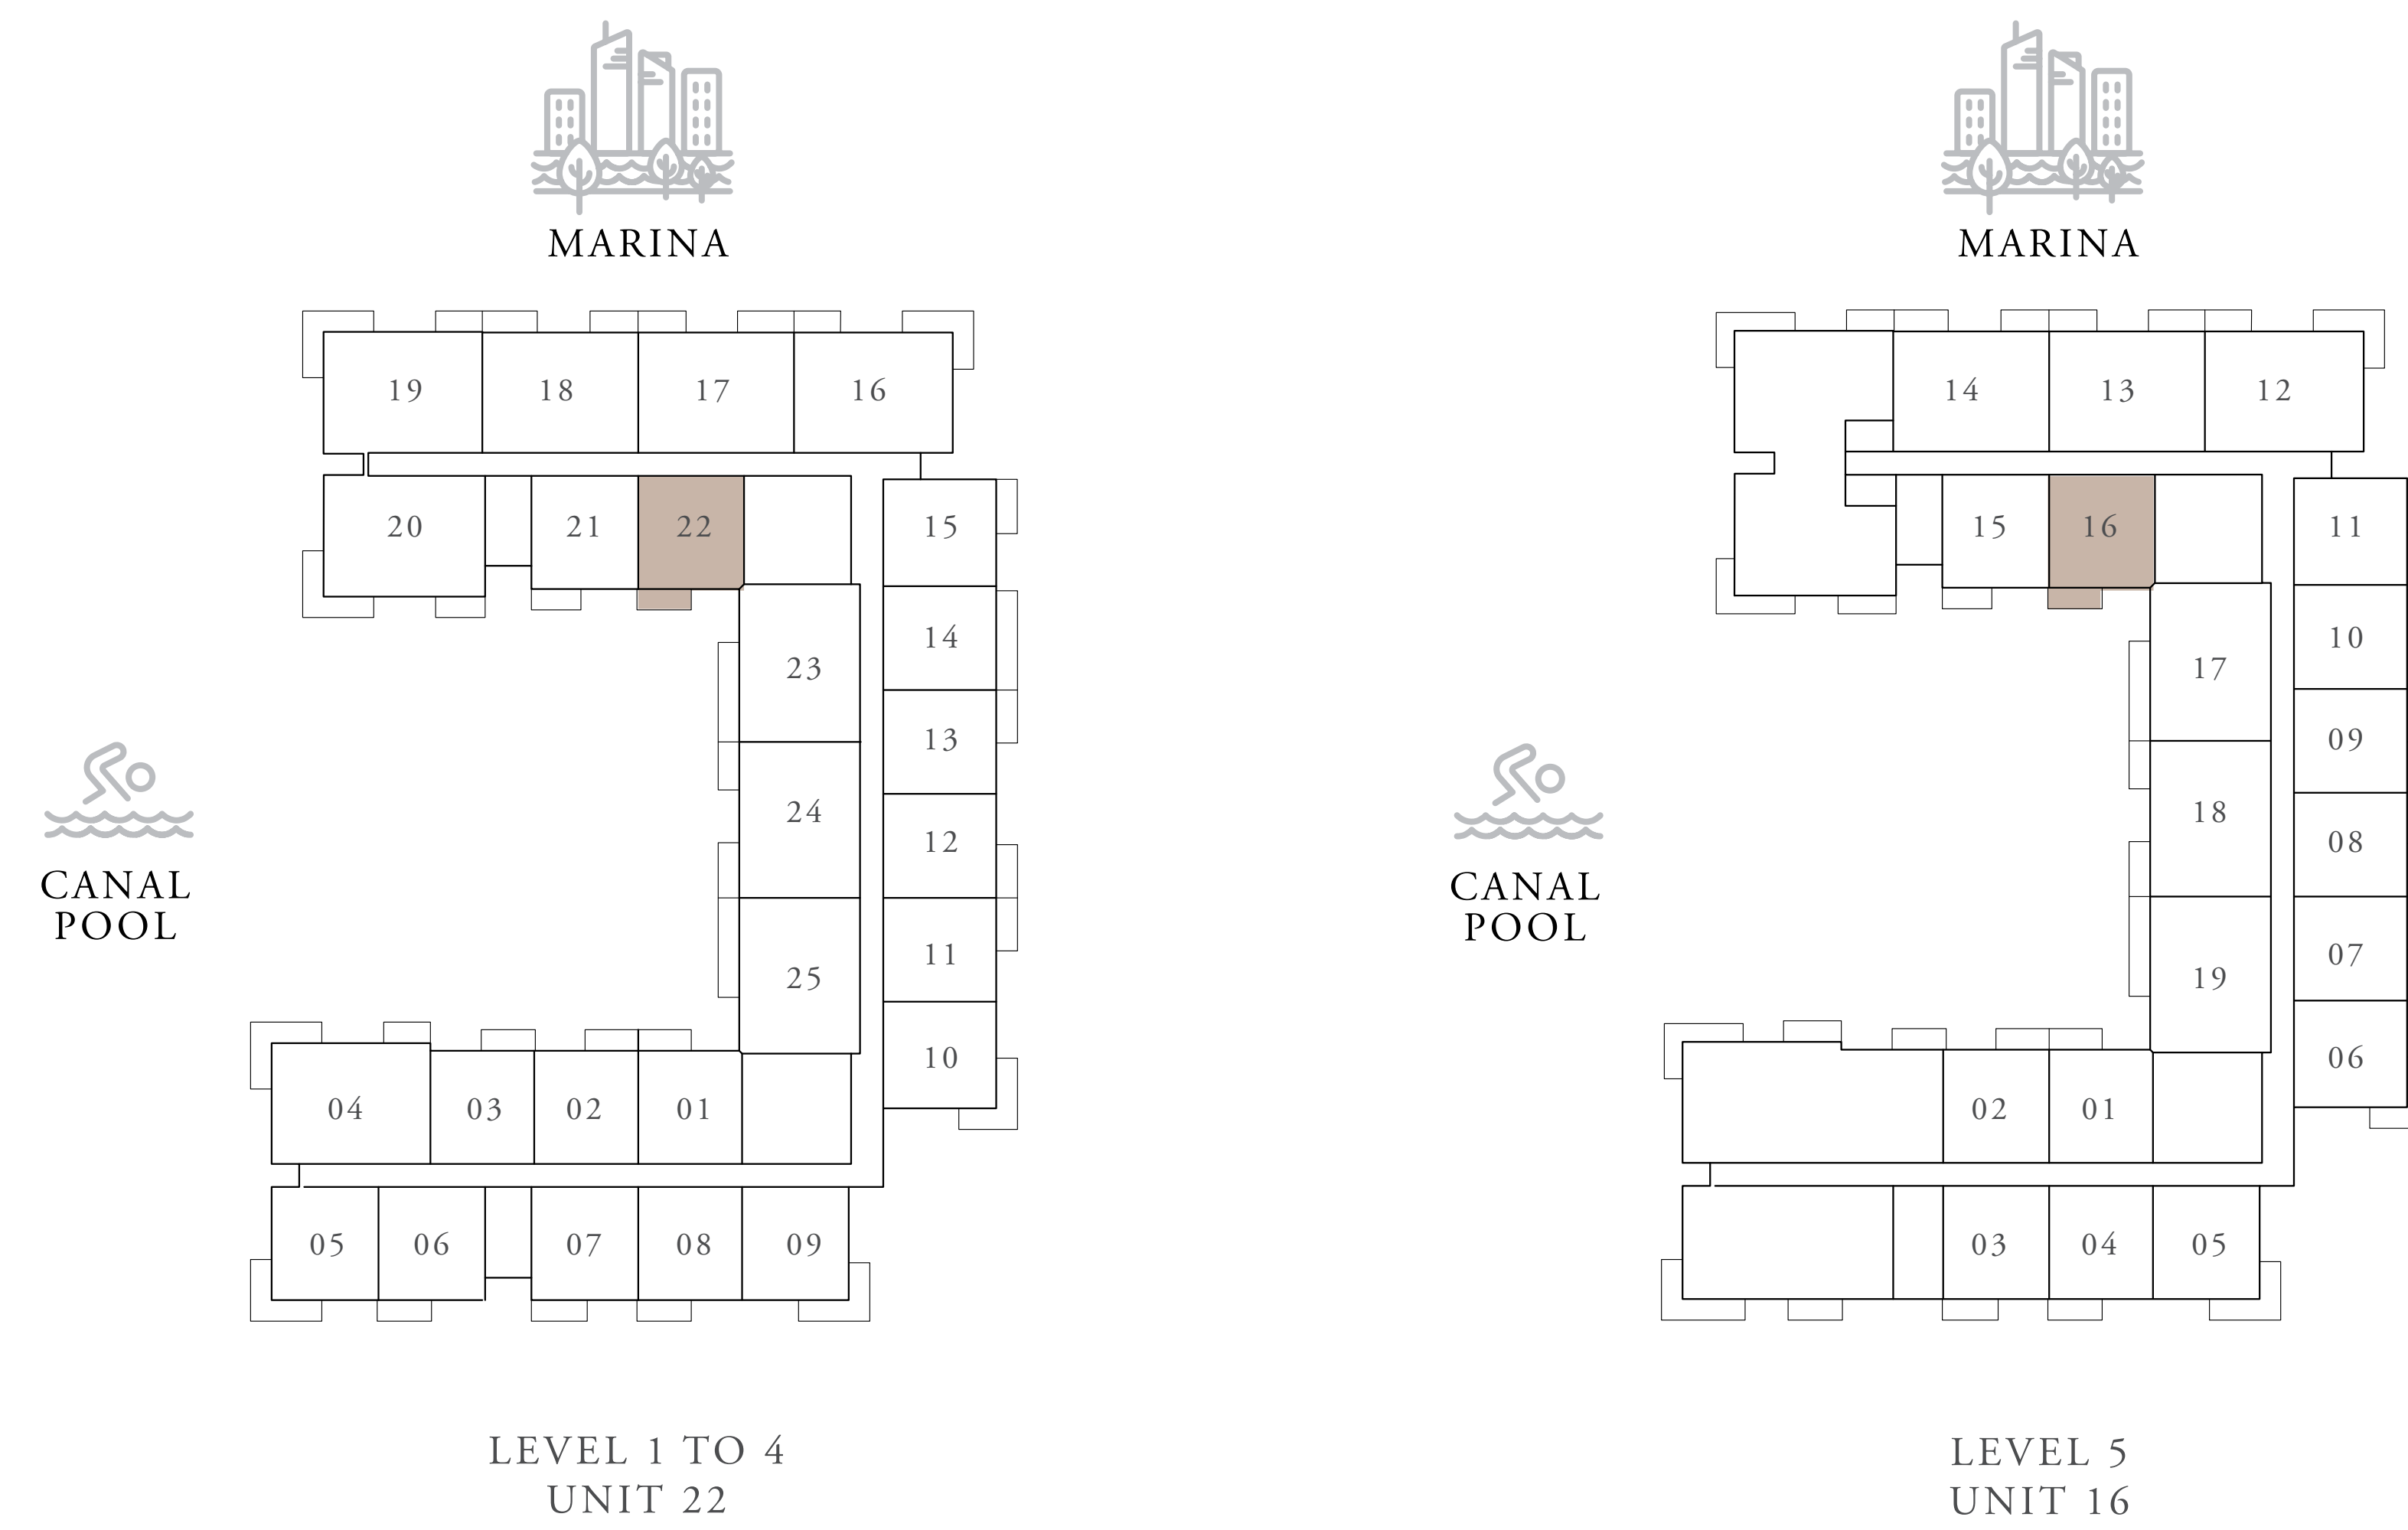 MARINA
19 18 17 16
20 21 22 15
14
23
13
24
12
11
25
10
04 03 02 01
05 06 07 08 09
CANAL
POOL
LEVEL 1 TO 4
UNIT 22
MARINA
14 13 12
15 16 11
10
17
09
18
08
07
19
06
02 01
03 04 05
CANAL
POOL
LEVEL 5
UNIT 16